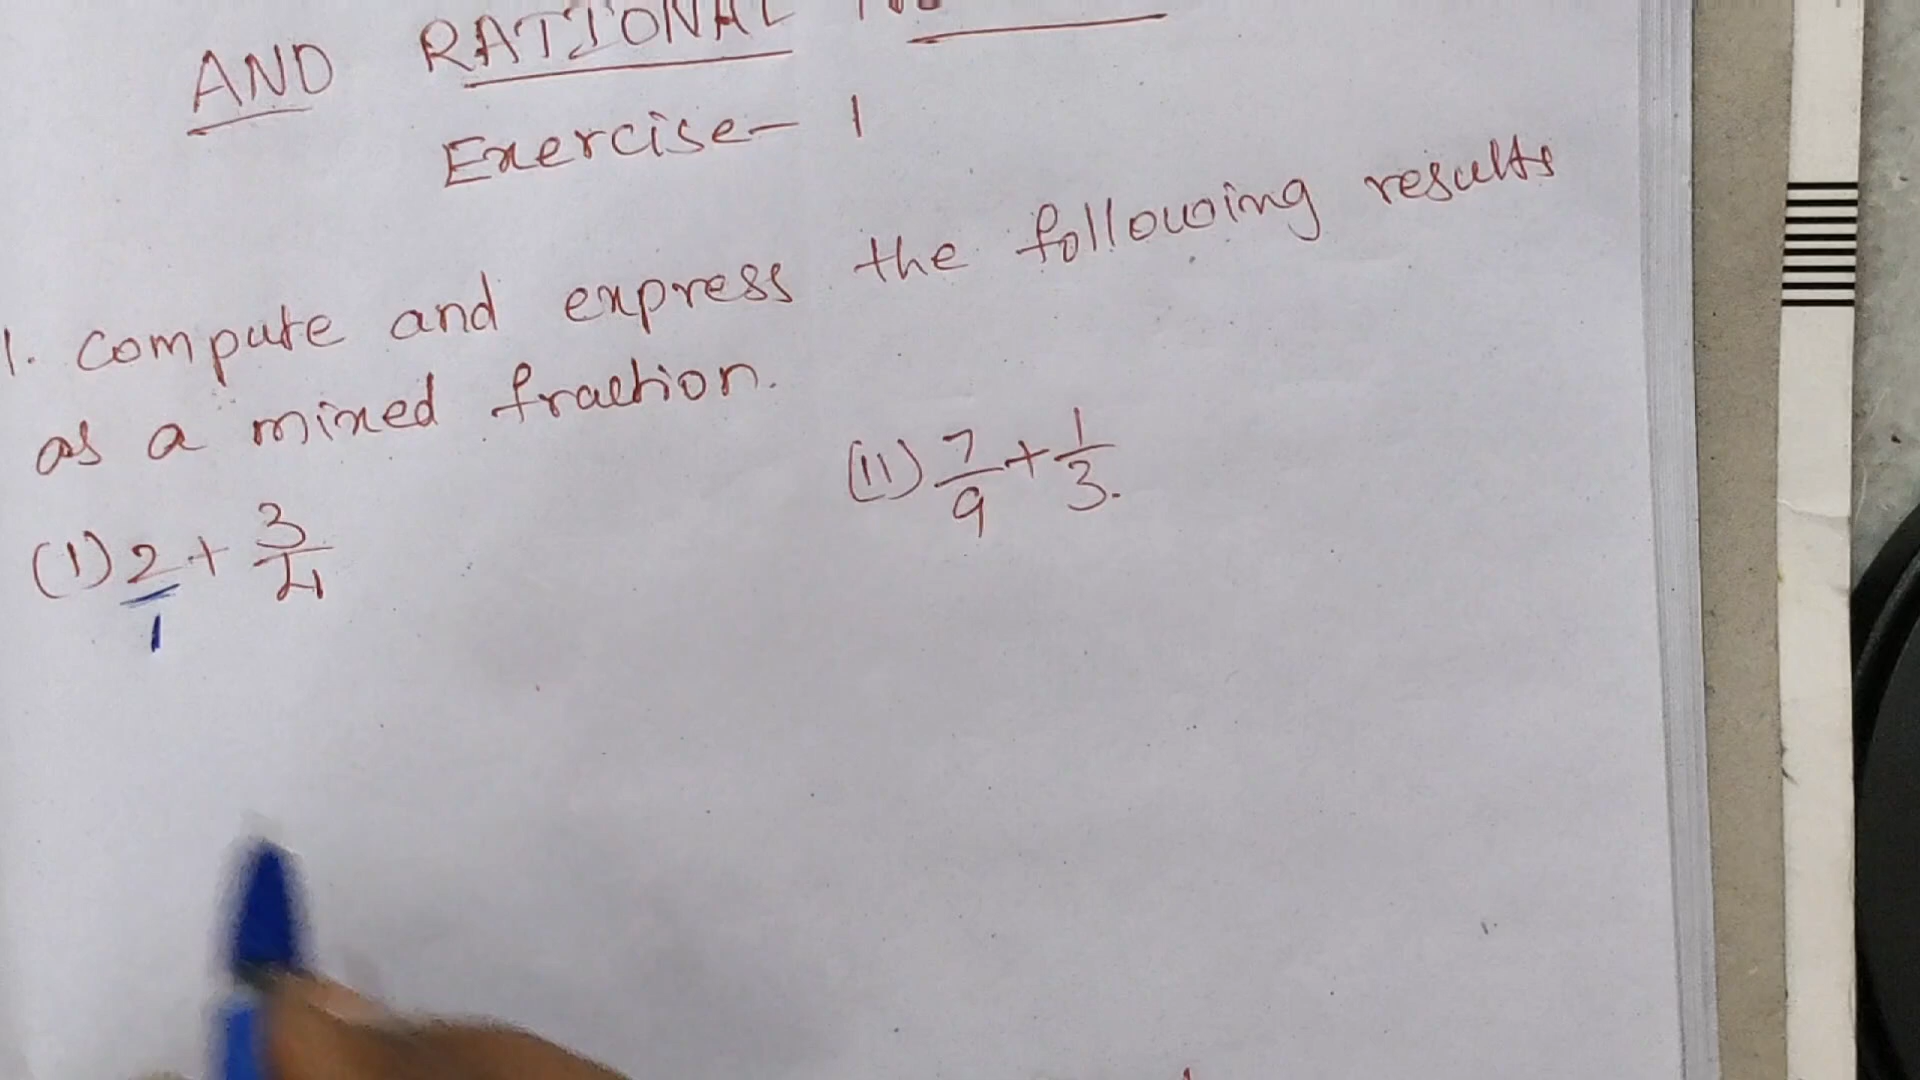 AND RATIONAL
Exercise- 1
1. Compute and express the following results
as a mixed fraction.
(i) 2/1 + 3/4 (ii) 7/9 + 1/3.